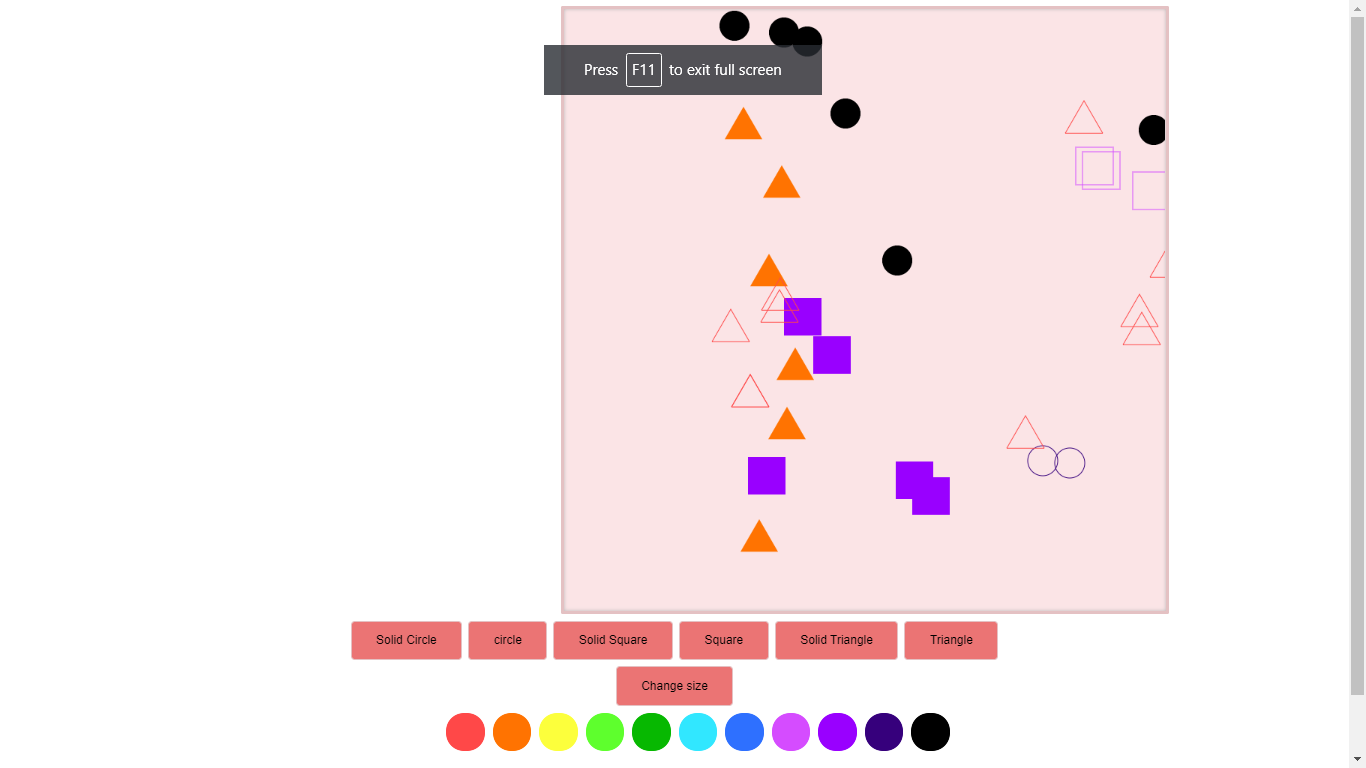 Press F11 to exit full screen
Solid Circle circle Solid Square Square Solid Triangle Triangle
Change size